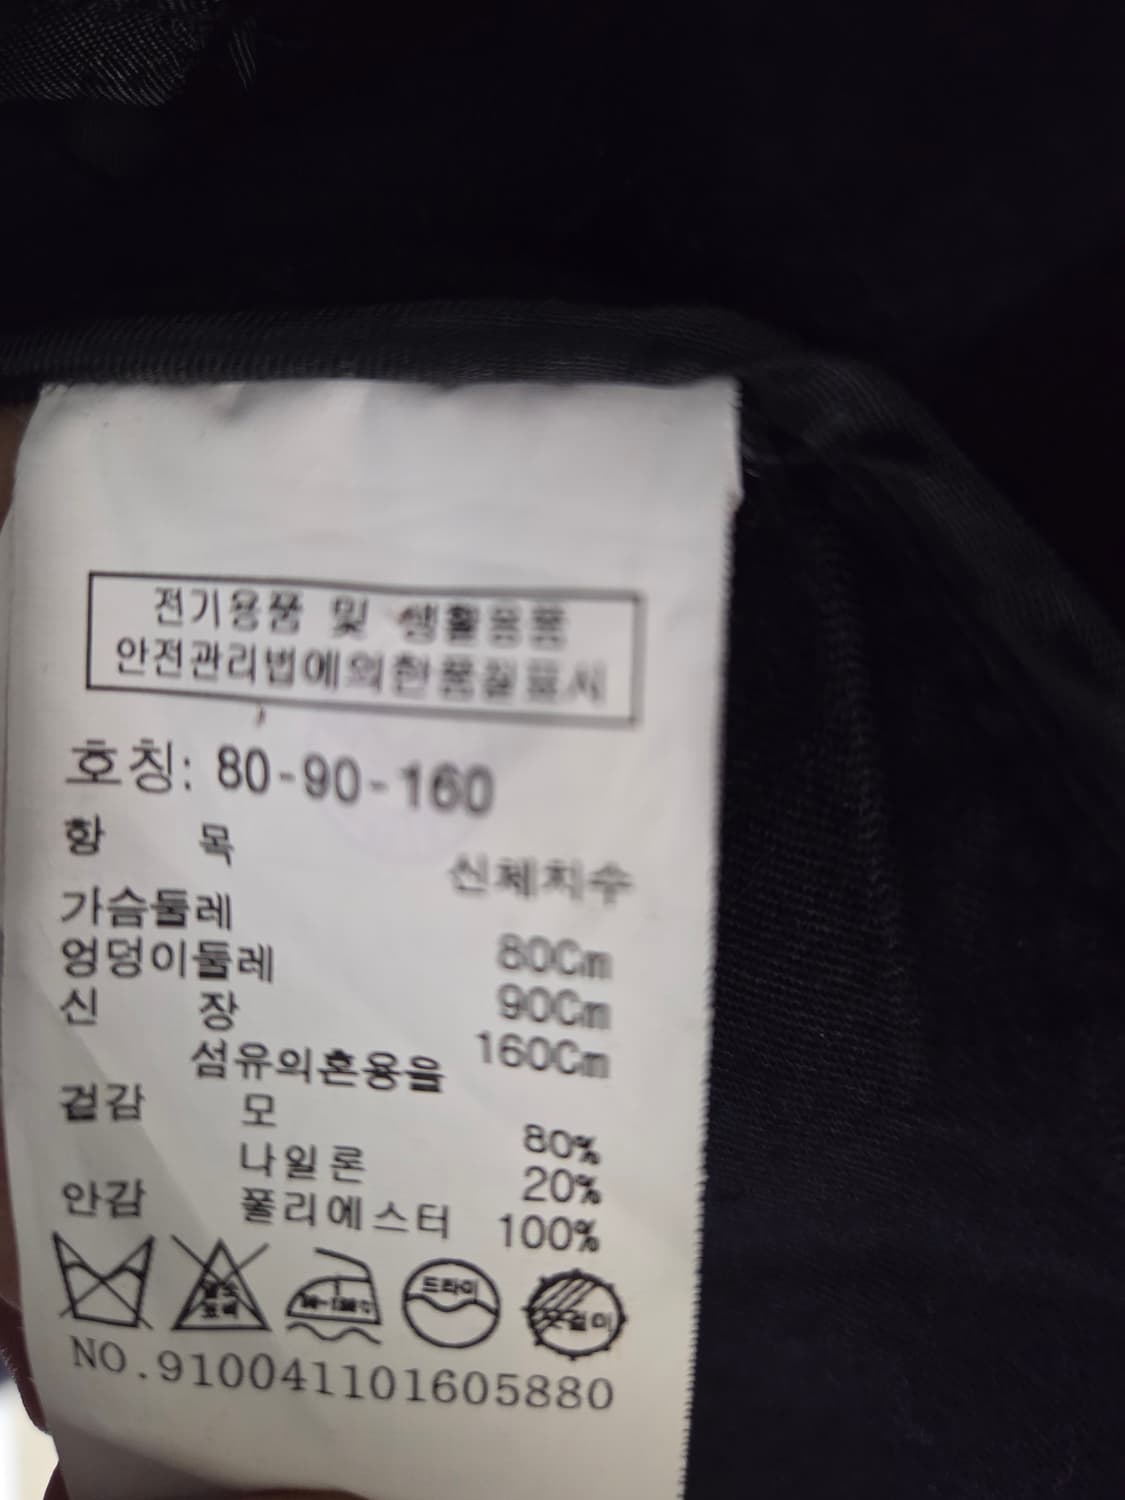 전기용품 및 생활용품
안전관리법에의한품질표시
호칭: 80-90-160
항 목 신체치수
가슴둘레 80Cm
엉덩이둘레 90Cm
신 장 160Cm
섬유의혼용율
겉감 모 80%
나일론 20%
안감 폴리에스터 100%
드라이 옷걸이
NO.910041101605880